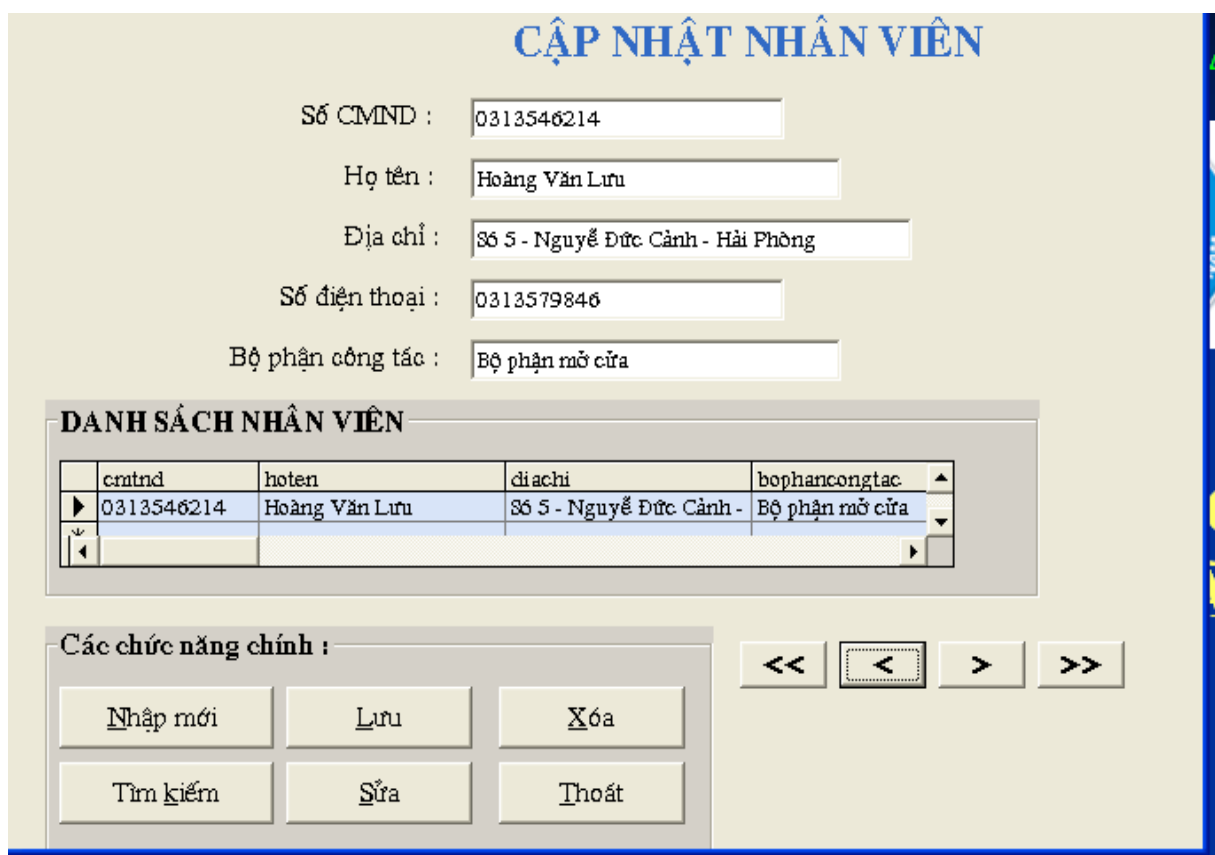 CẬP NHẬT NHÂN VIÊN
Số CMND : 0313546214
Họ tên : Hoàng Văn Lưu
Địa chỉ : Số 5 - Nguyễ Đức Cảnh - Hải Phòng
Số điện thoại : 0313579846
Bộ phận công tác : Bộ phận mở cửa
DANH SÁCH NHÂN VIÊN
cmtnd hoten diachi bophancongtac
0313546214 Hoàng Văn Lưu Số 5 - Nguyễ Đức Cảnh - Bộ phận mở cửa
Các chức năng chính :
<< < > >>
Nhập mới Lưu Xóa
Tìm kiếm Sửa Thoát